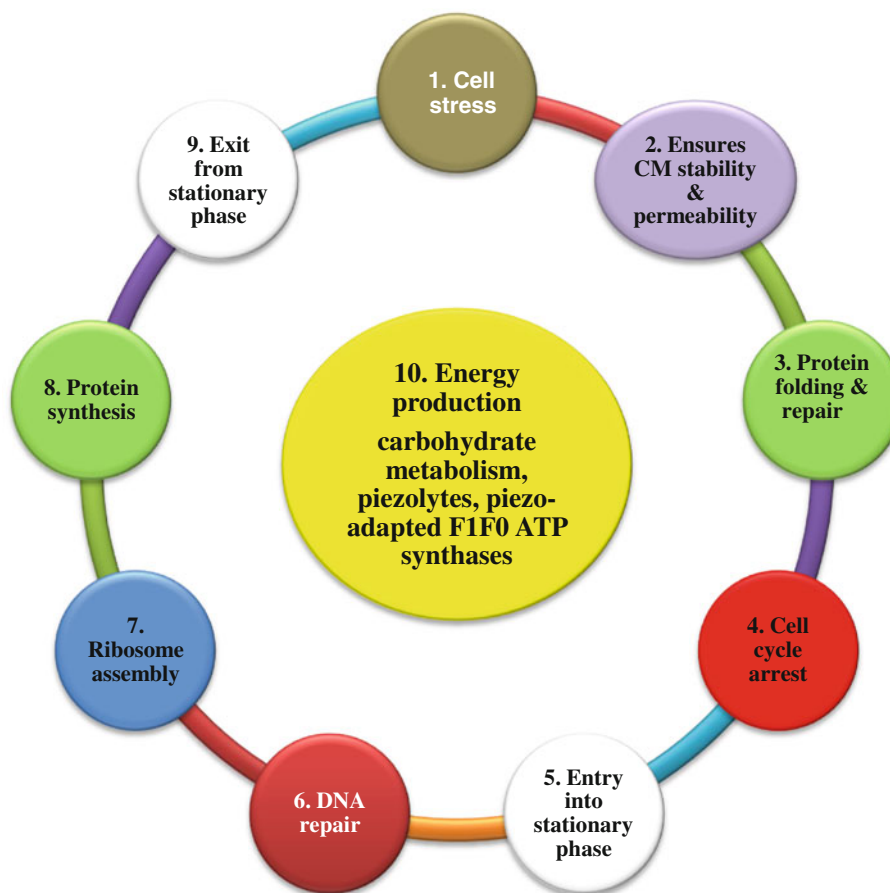 1. Cell
stress
2. Ensures
CM stability
&
permeability
3. Protein
folding &
repair
4. Cell
cycle
arrest
5. Entry
into
stationary
phase
6. DNA
repair
7.
Ribosome
assembly
8. Protein
synthesis
9. Exit
from
stationary
phase
10. Energy
production
carbohydrate
metabolism,
piezolytes, piezo-
adapted F1F0 ATP
synthases